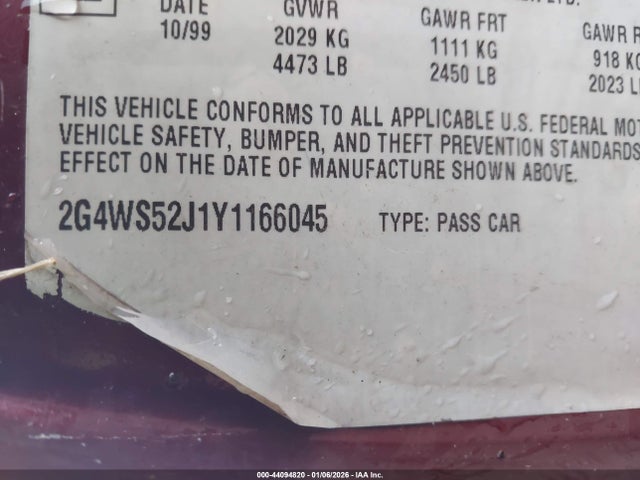 DATE GVWR GAWR FRT GAWR R
10/99 2029 KG 1111 KG 918 KG
4473 LB 2450 LB 2023 L
THIS VEHICLE CONFORMS TO ALL APPLICABLE U.S. FEDERAL MOT
VEHICLE SAFETY, BUMPER, AND THEFT PREVENTION STANDARDS
EFFECT ON THE DATE OF MANUFACTURE SHOWN ABOVE.
2G4WS52J1Y1166045 TYPE: PASS CAR
000-44094820 - 01/06/2026 - IAA Inc.